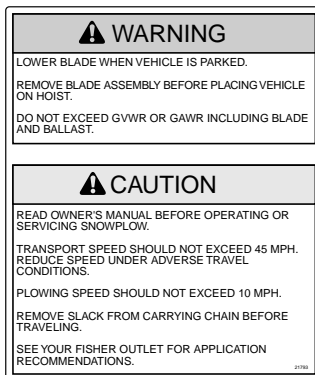 WARNING
LOWER BLADE WHEN VEHICLE IS PARKED.
REMOVE BLADE ASSEMBLY BEFORE PLACING VEHICLE
ON HOIST.
DO NOT EXCEED GVWR OR GAWR INCLUDING BLADE
AND BALLAST.
CAUTION
READ OWNER'S MANUAL BEFORE OPERATING OR
SERVICING SNOWPLOW.
TRANSPORT SPEED SHOULD NOT EXCEED 45 MPH.
REDUCE SPEED UNDER ADVERSE TRAVEL
CONDITIONS.
PLOWING SPEED SHOULD NOT EXCEED 10 MPH.
REMOVE SLACK FROM CARRYING CHAIN BEFORE
TRAVELING.
SEE YOUR FISHER OUTLET FOR APPLICATION
RECOMMENDATIONS.
21793